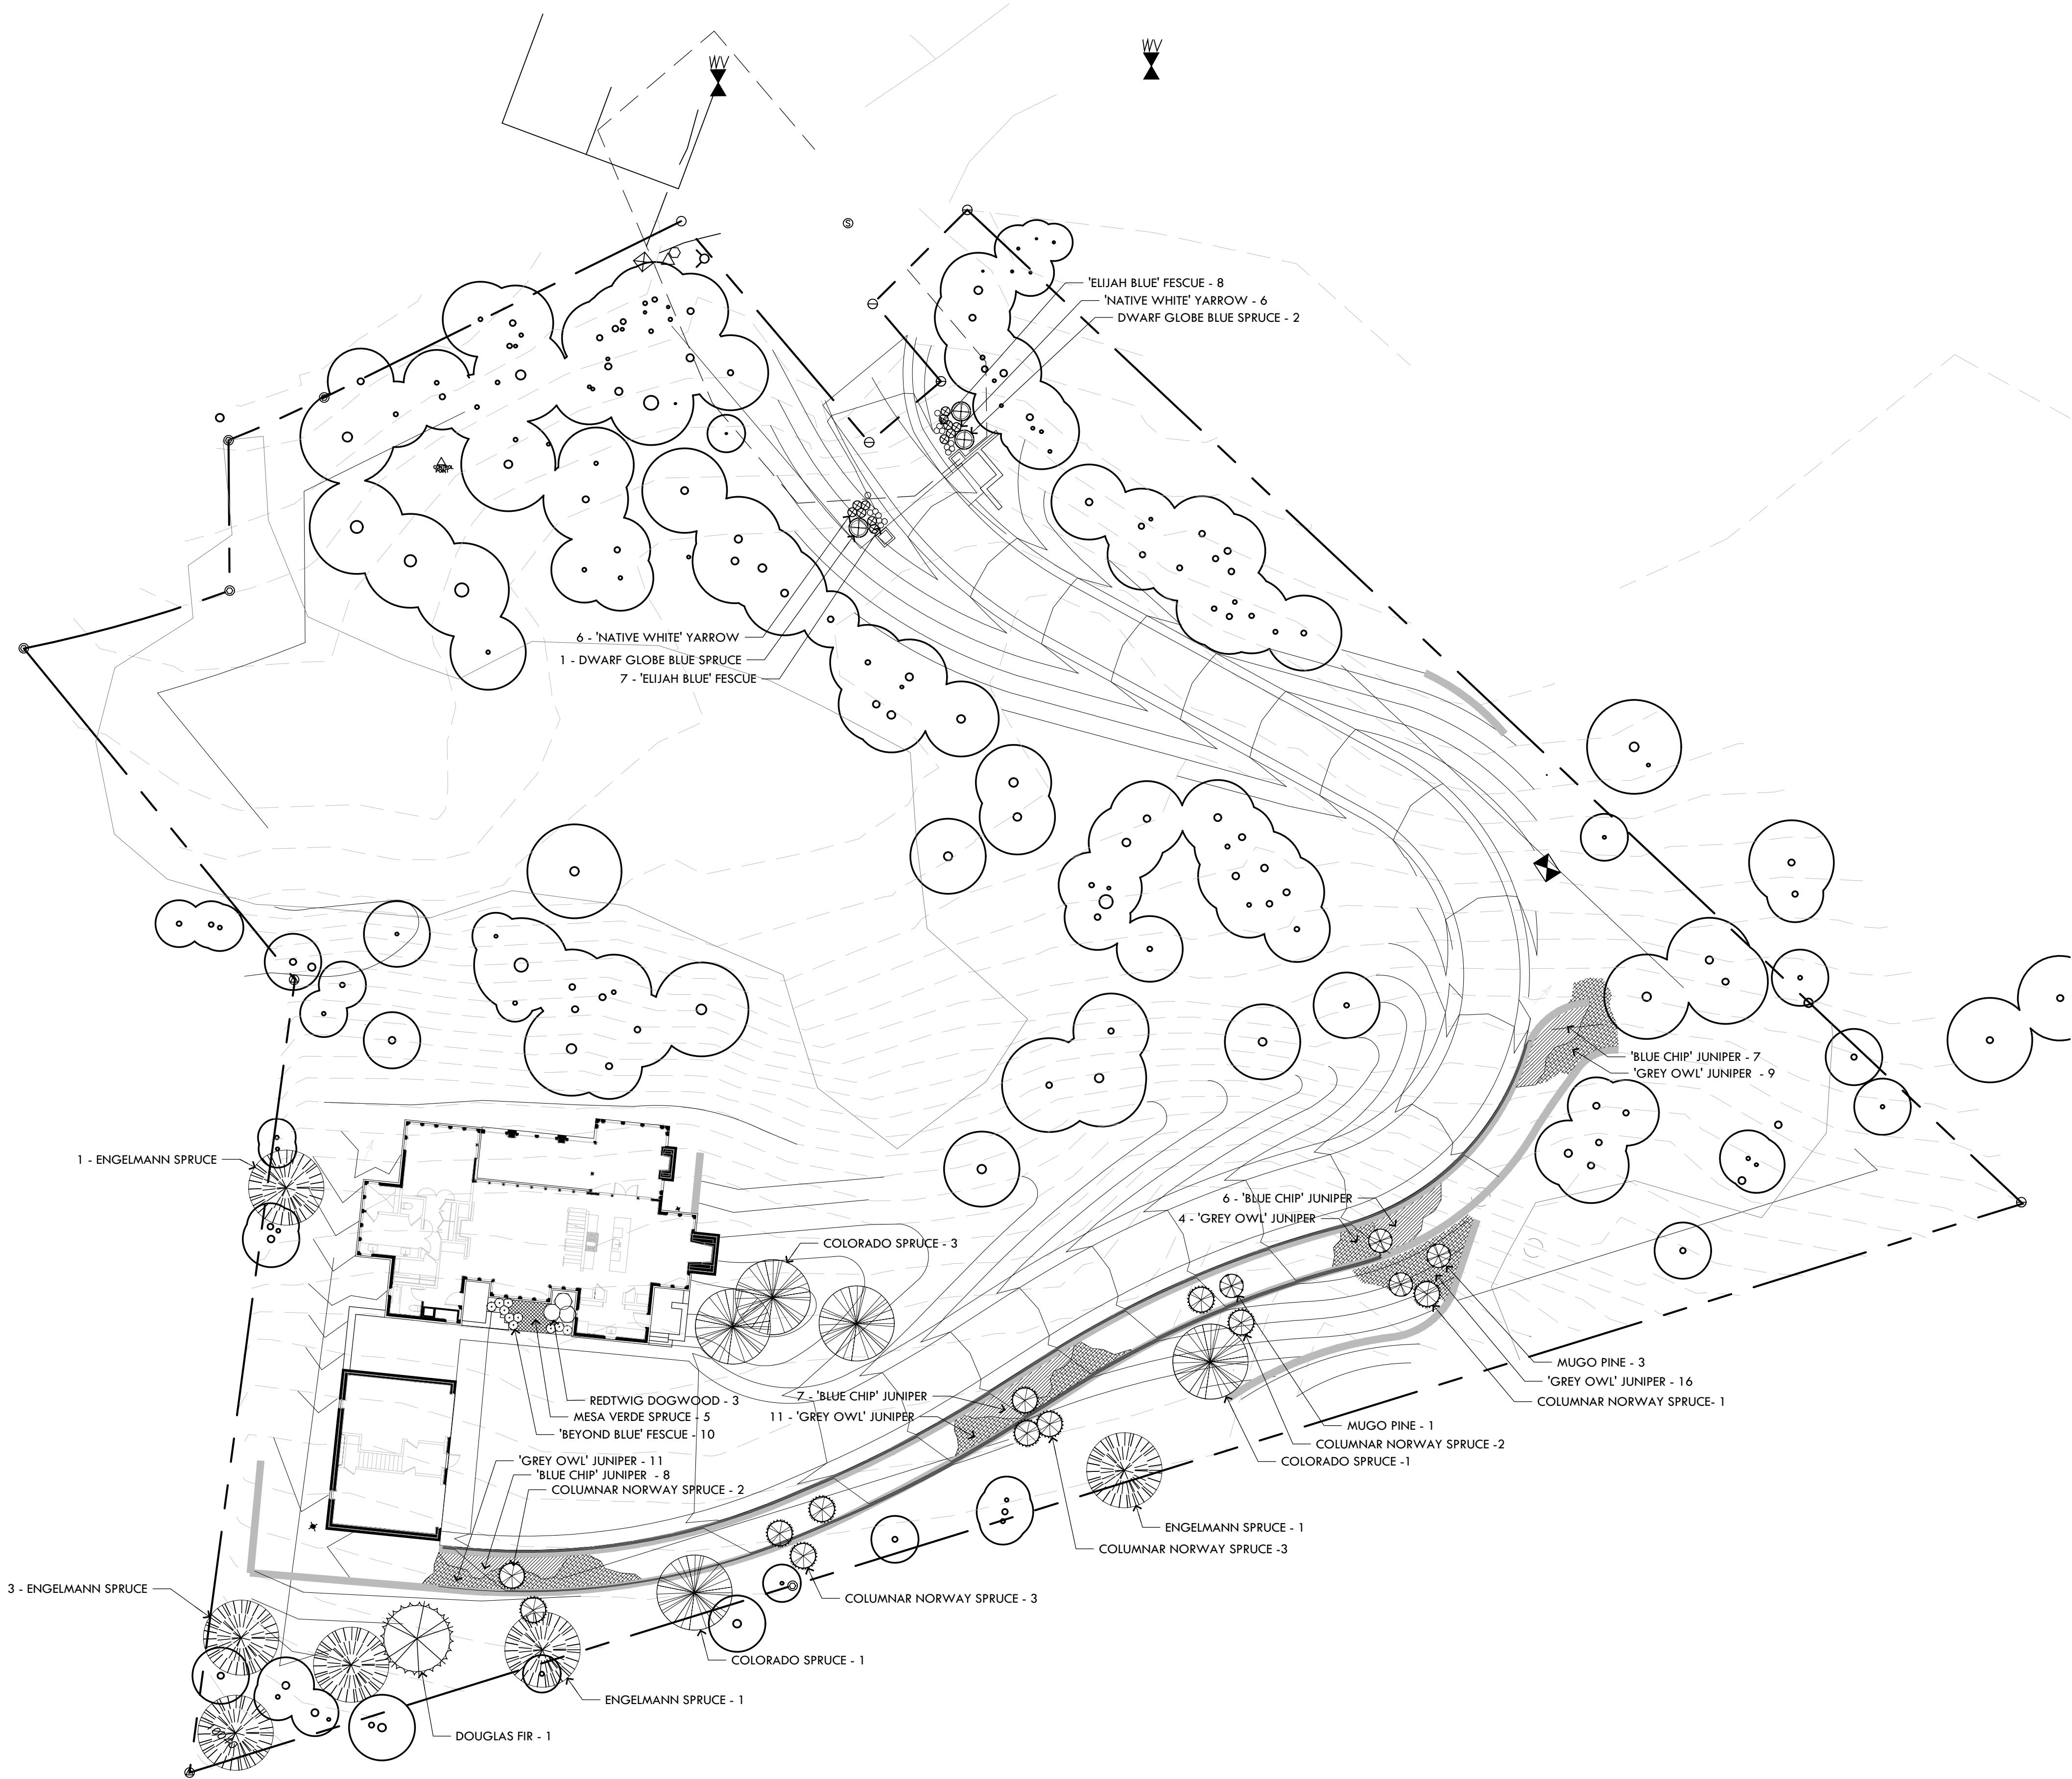 WV
WV
S
'ELIJAH BLUE' FESCUE - 8
'NATIVE WHITE' YARROW - 6
DWARF GLOBE BLUE SPRUCE - 2
CONTROL
POINT
6 - 'NATIVE WHITE' YARROW
1 - DWARF GLOBE BLUE SPRUCE
7 - 'ELIJAH BLUE' FESCUE
'BLUE CHIP' JUNIPER - 7
'GREY OWL' JUNIPER - 9
1 - ENGELMANN SPRUCE
6 - 'BLUE CHIP' JUNIPER
4 - 'GREY OWL' JUNIPER
COLORADO SPRUCE - 3
MUGO PINE - 3
'GREY OWL' JUNIPER - 16
COLUMNAR NORWAY SPRUCE- 1
7 - 'BLUE CHIP' JUNIPER
11 - 'GREY OWL' JUNIPER
REDTWIG DOGWOOD - 3
MESA VERDE SPRUCE - 5
'BEYOND BLUE' FESCUE - 10
MUGO PINE - 1
COLUMNAR NORWAY SPRUCE -2
COLORADO SPRUCE -1
'GREY OWL' JUNIPER - 11
'BLUE CHIP' JUNIPER - 8
COLUMNAR NORWAY SPRUCE - 2
ENGELMANN SPRUCE - 1
COLUMNAR NORWAY SPRUCE -3
3 - ENGELMANN SPRUCE
COLUMNAR NORWAY SPRUCE - 3
COLORADO SPRUCE - 1
ENGELMANN SPRUCE - 1
DOUGLAS FIR - 1